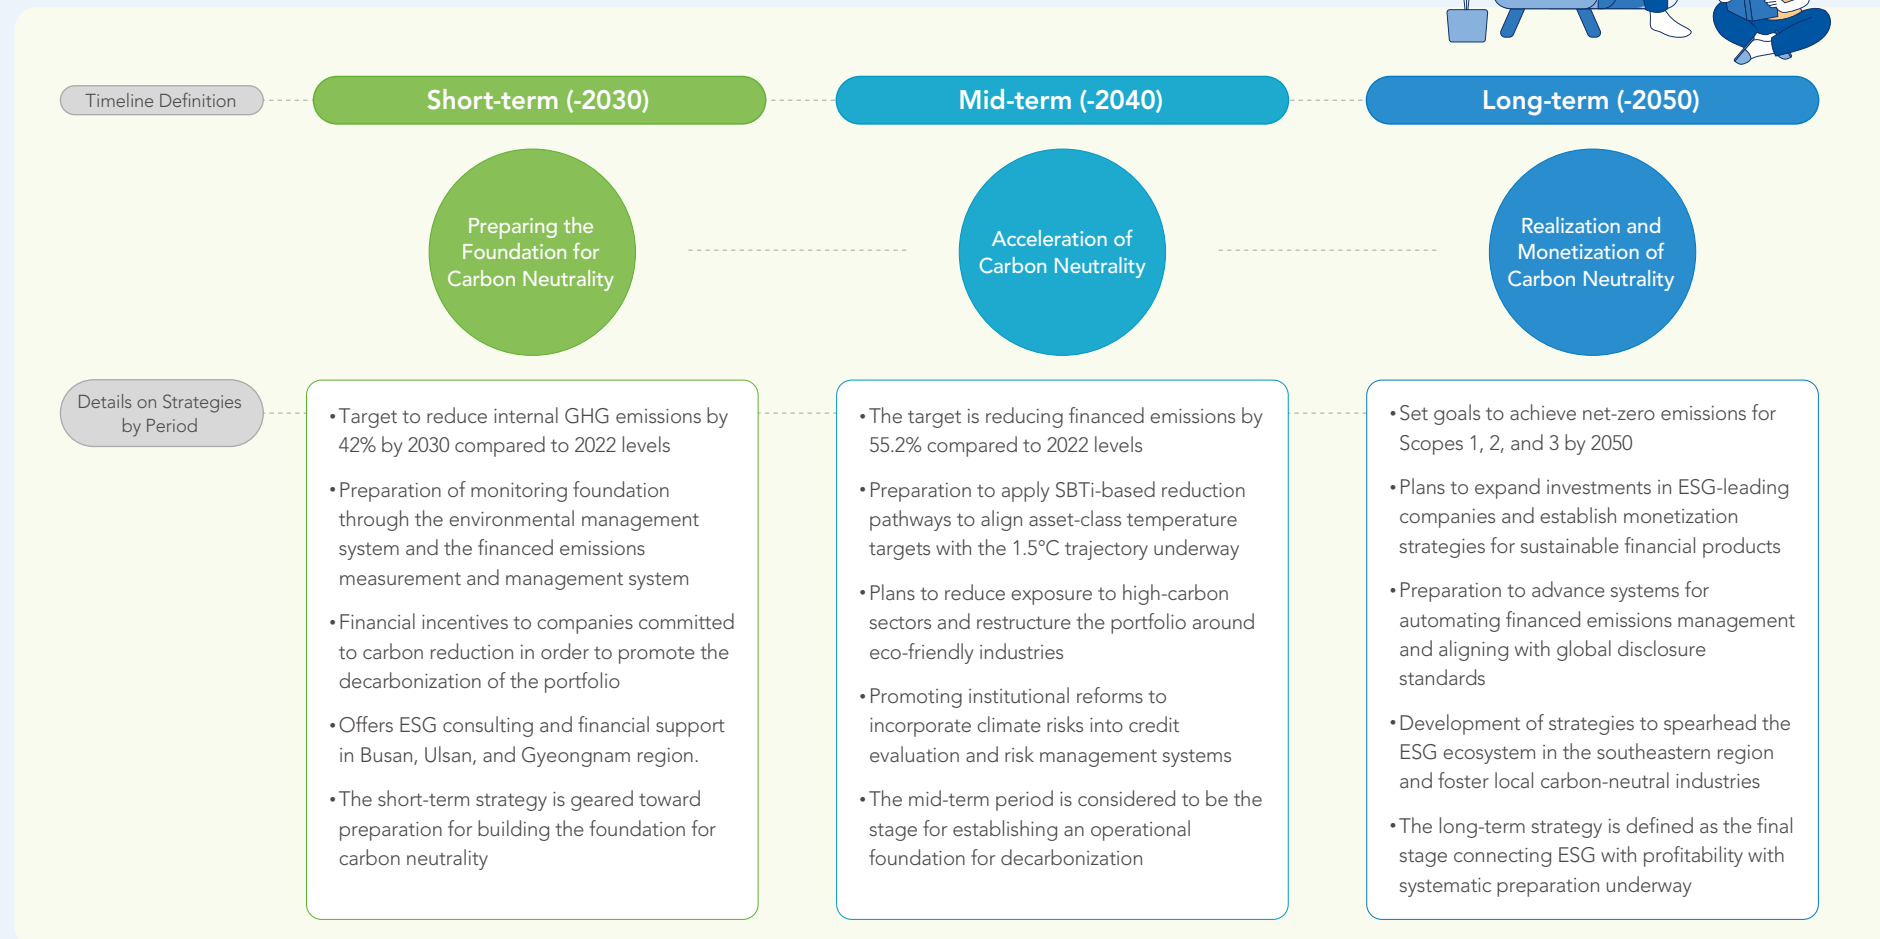 Timeline Definition
Short-term (-2030)
Mid-term (-2040)
Long-term (-2050)
Preparing the
Foundation for
Carbon Neutrality
Acceleration of
Carbon Neutrality
Realization and
Monetization of
Carbon Neutrality
Details on Strategies
by Period
•Target to reduce internal GHG emissions by
42% by 2030 compared to 2022 levels
•Preparation of monitoring foundation
through the environmental management
system and the financed emissions
measurement and management system
•Financial incentives to companies committed
to carbon reduction in order to promote the
decarbonization of the portfolio
•Offers ESG consulting and financial support
in Busan, Ulsan, and Gyeongnam region.
•The short-term strategy is geared toward
preparation for building the foundation for
carbon neutrality
•The target is reducing financed emissions by
55.2% compared to 2022 levels
•Preparation to apply SBTi-based reduction
pathways to align asset-class temperature
targets with the 1.5°C trajectory underway
•Plans to reduce exposure to high-carbon
sectors and restructure the portfolio around
eco-friendly industries
•Promoting institutional reforms to
incorporate climate risks into credit
evaluation and risk management systems
•The mid-term period is considered to be the
stage for establishing an operational
foundation for decarbonization
•Set goals to achieve net-zero emissions for
Scopes 1, 2, and 3 by 2050
•Plans to expand investments in ESG-leading
companies and establish monetization
strategies for sustainable financial products
•Preparation to advance systems for
automating financed emissions management
and aligning with global disclosure
standards
•Development of strategies to spearhead the
ESG ecosystem in the southeastern region
and foster local carbon-neutral industries
•The long-term strategy is defined as the final
stage connecting ESG with profitability with
systematic preparation underway